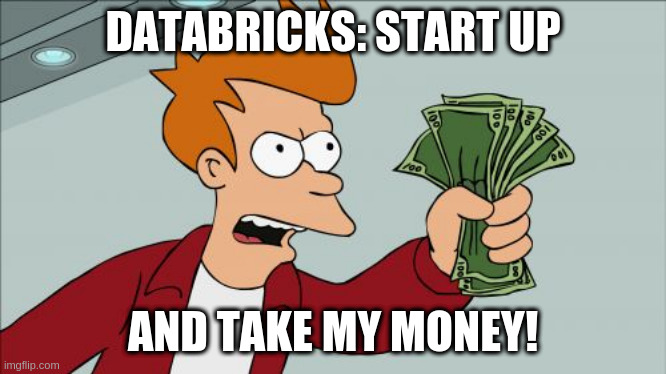 DATABRICKS: START UP
AND TAKE MY MONEY!
imgflip.com